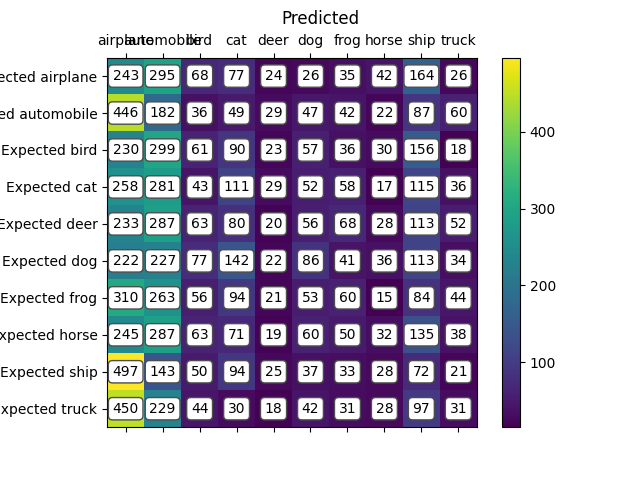 Predicted
airplane automobile bird cat deer dog frog horse ship truck
ected airplane 243 295 68 77 24 26 35 42 164 26
ed automobile 446 182 36 49 29 47 42 22 87 60
Expected bird 230 299 61 90 23 57 36 30 156 18
Expected cat 258 281 43 111 29 52 58 17 115 36
Expected deer 233 287 63 80 20 56 68 28 113 52
Expected dog 222 227 77 142 22 86 41 36 113 34
Expected frog 310 263 56 94 21 53 60 15 84 44
xpected horse 245 287 63 71 19 60 50 32 135 38
Expected ship 497 143 50 94 25 37 33 28 72 21
xpected truck 450 229 44 30 18 42 31 28 97 31
400
300
200
100